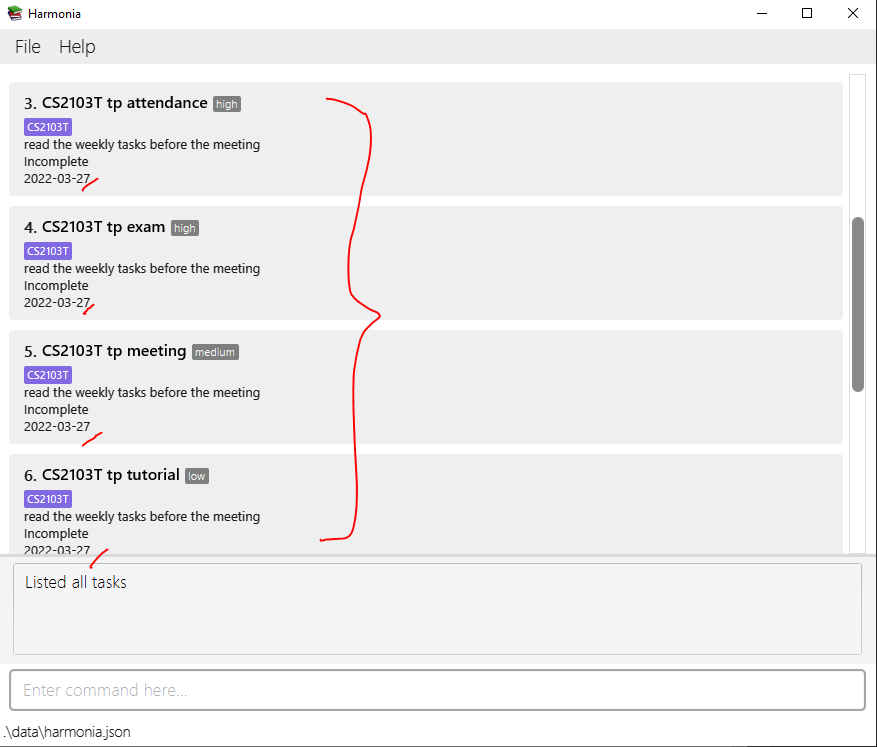 Harmonia
File Help
3. CS2103T tp attendance high
CS2103T
read the weekly tasks before the meeting
Incomplete
2022-03-27
4. CS2103T tp exam high
CS2103T
read the weekly tasks before the meeting
Incomplete
2022-03-27
5. CS2103T tp meeting medium
CS2103T
read the weekly tasks before the meeting
Incomplete
2022-03-27
6. CS2103T tp tutorial low
CS2103T
read the weekly tasks before the meeting
Incomplete
2022-03-27
Listed all tasks
Enter command here...
.\data\harmonia.json